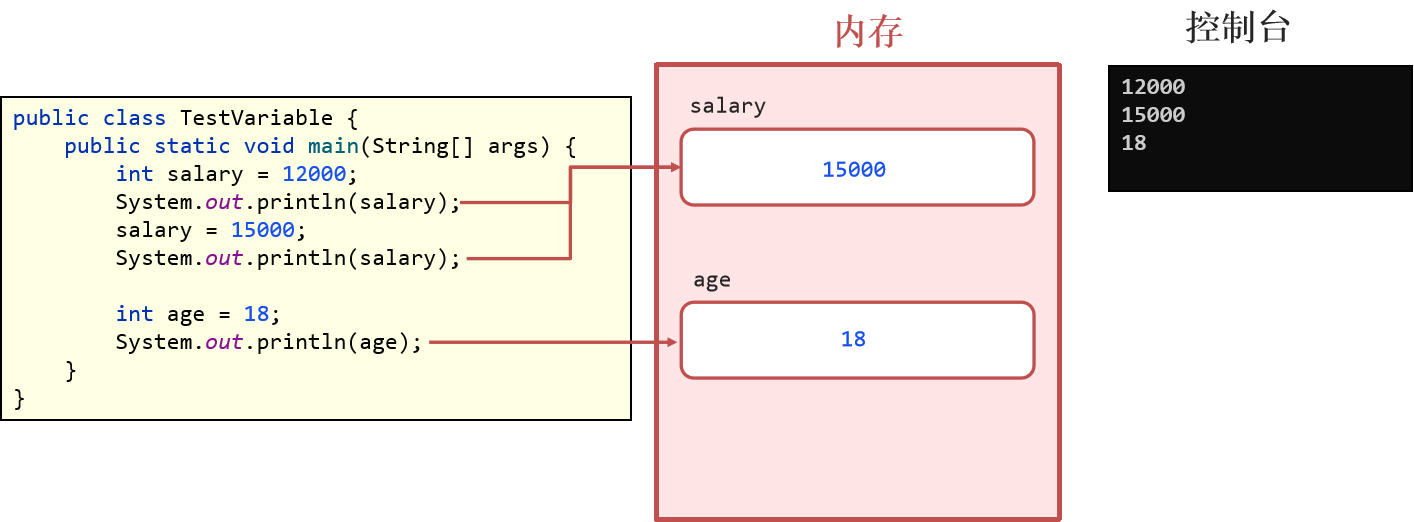 public class TestVariable {
    public static void main(String[] args) {
        int salary = 12000;
        System.out.println(salary);
        salary = 15000;
        System.out.println(salary);

        int age = 18;
        System.out.println(age);
    }
}
内存
salary
15000
age
18
控制台
12000
15000
18